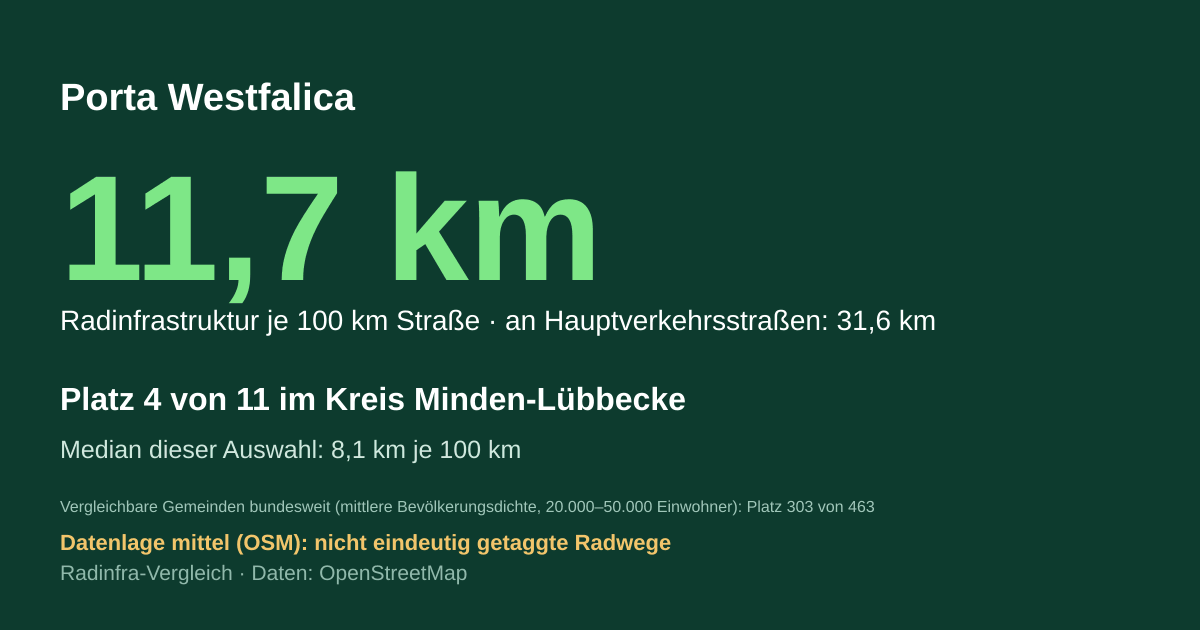 Porta Westfalica
11,7 km
Radinfrastruktur je 100 km Straße · an Hauptverkehrsstraßen: 31,6 km
Platz 4 von 11 im Kreis Minden-Lübbecke
Median dieser Auswahl: 8,1 km je 100 km
Vergleichbare Gemeinden bundesweit (mittlere Bevölkerungsdichte, 20.000–50.000 Einwohner): Platz 303 von 463
Datenlage mittel (OSM): nicht eindeutig getaggte Radwege
Radinfra-Vergleich · Daten: OpenStreetMap